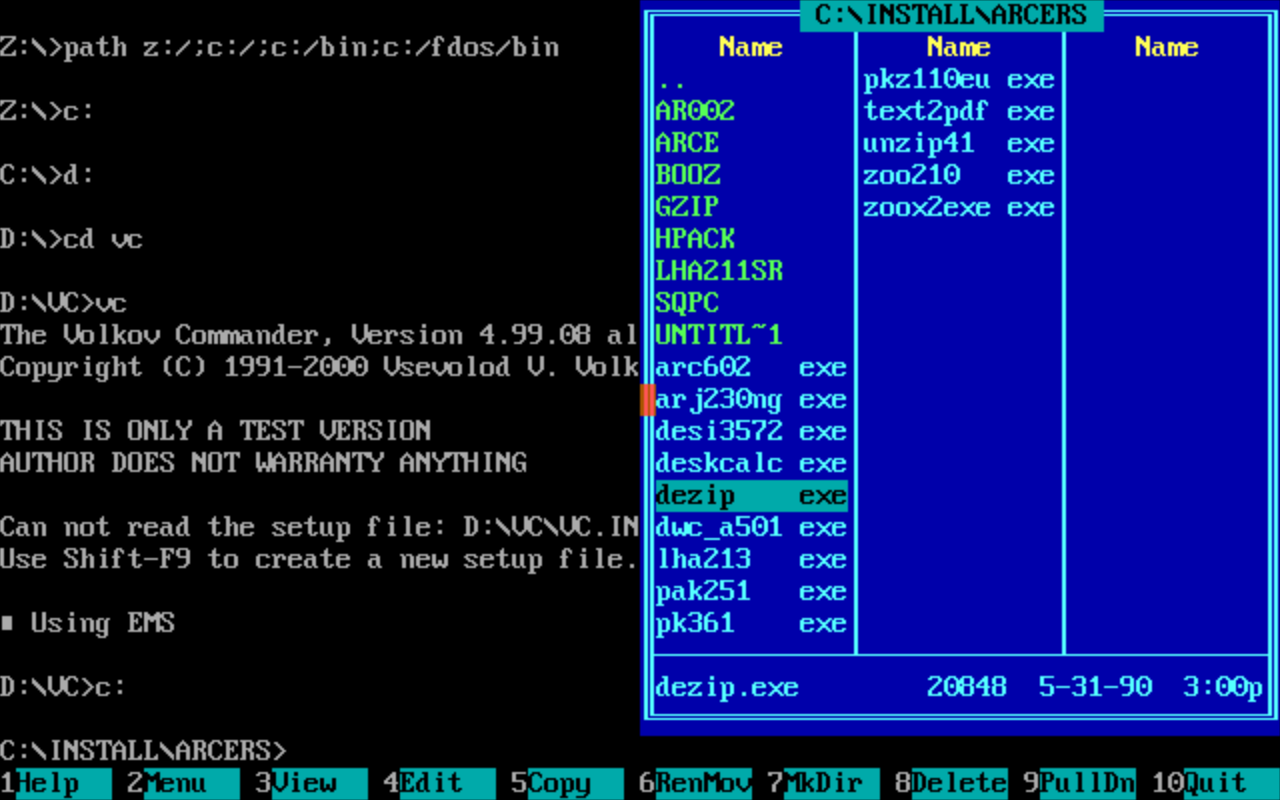 Z:\>path z:/;c:/;c:/bin;c:/fdos/bin
Z:\>c:
C:\>d:
D:\>cd vc
D:\VC>vc
The Volkov Commander, Version 4.99.08 al
Copyright (C) 1991-2000 Vsevolod V. Volk
THIS IS ONLY A TEST VERSION
AUTHOR DOES NOT WARRANTY ANYTHING
Can not read the setup file: D:\VC\VC.IN
Use Shift-F9 to create a new setup file.
Using EMS
D:\VC>c:
C:\INSTALL\ARCERS>
C:\INSTALL\ARCERS
Name
..
AR002
ARCE
BOOZ
GZIP
HPACK
LHA211SR
SQPC
UNTITL~1
arc602 exe
arj230ng exe
desi3572 exe
deskcalc exe
dezip exe
dwc_a501 exe
lha213 exe
pak251 exe
pk361 exe
Name
pkz110eu exe
text2pdf exe
unzip41 exe
zoo210 exe
zoox2exe exe
Name
dezip.exe 20848 5-31-90 3:00p
1Help 2Menu 3View 4Edit 5Copy 6RenMov 7MkDir 8Delete 9PullDn 10Quit